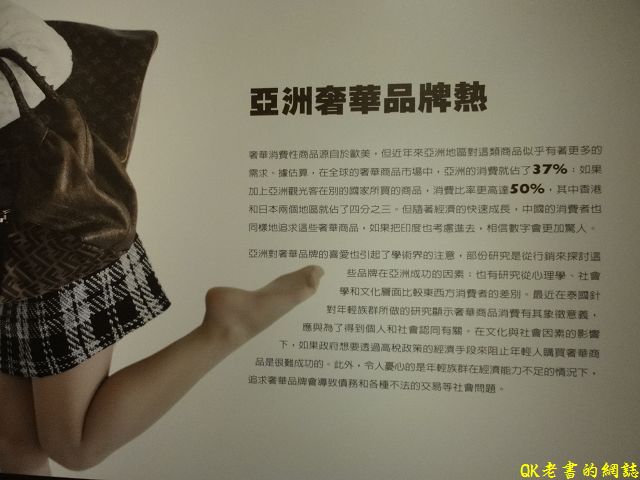 亞洲奢華品牌熱
奢華消費性商品源自於歐美，但近年來亞洲地區對這類商品似乎有著更多的
需求。據估算，在全球的奢華商品市場中，亞洲的消費就佔了37%；如果
加上亞洲觀光客在別的國家所買的商品，消費比率更高達50%，其中香港
和日本兩個地區就佔了四分之三。但隨著經濟的快速成長，中國的消費者也
同樣地追求這些奢華商品，如果把印度也考慮進去，相信數字會更加驚人。
亞洲對奢華品牌的喜愛也引起了學術界的注意，部份研究是從行銷來探討這
些品牌在亞洲成功的因素；也有研究從心理學、社會
學和文化層面比較東西方消費者的差別。最近在泰國針
對年輕族群所做的研究顯示奢華商品消費有其象徵意義，
應與為了得到個人和社會認同有關。在文化與社會因素的影響
下，如果政府想要透過高稅政策的經濟手段來阻止年輕人購買奢華商
品是很難成功的。此外，令人憂心的是年輕族群在經濟能力不足的情況下，
追求奢華品牌會導致債務和各種不法的交易等社會問題。
QK老書的網誌